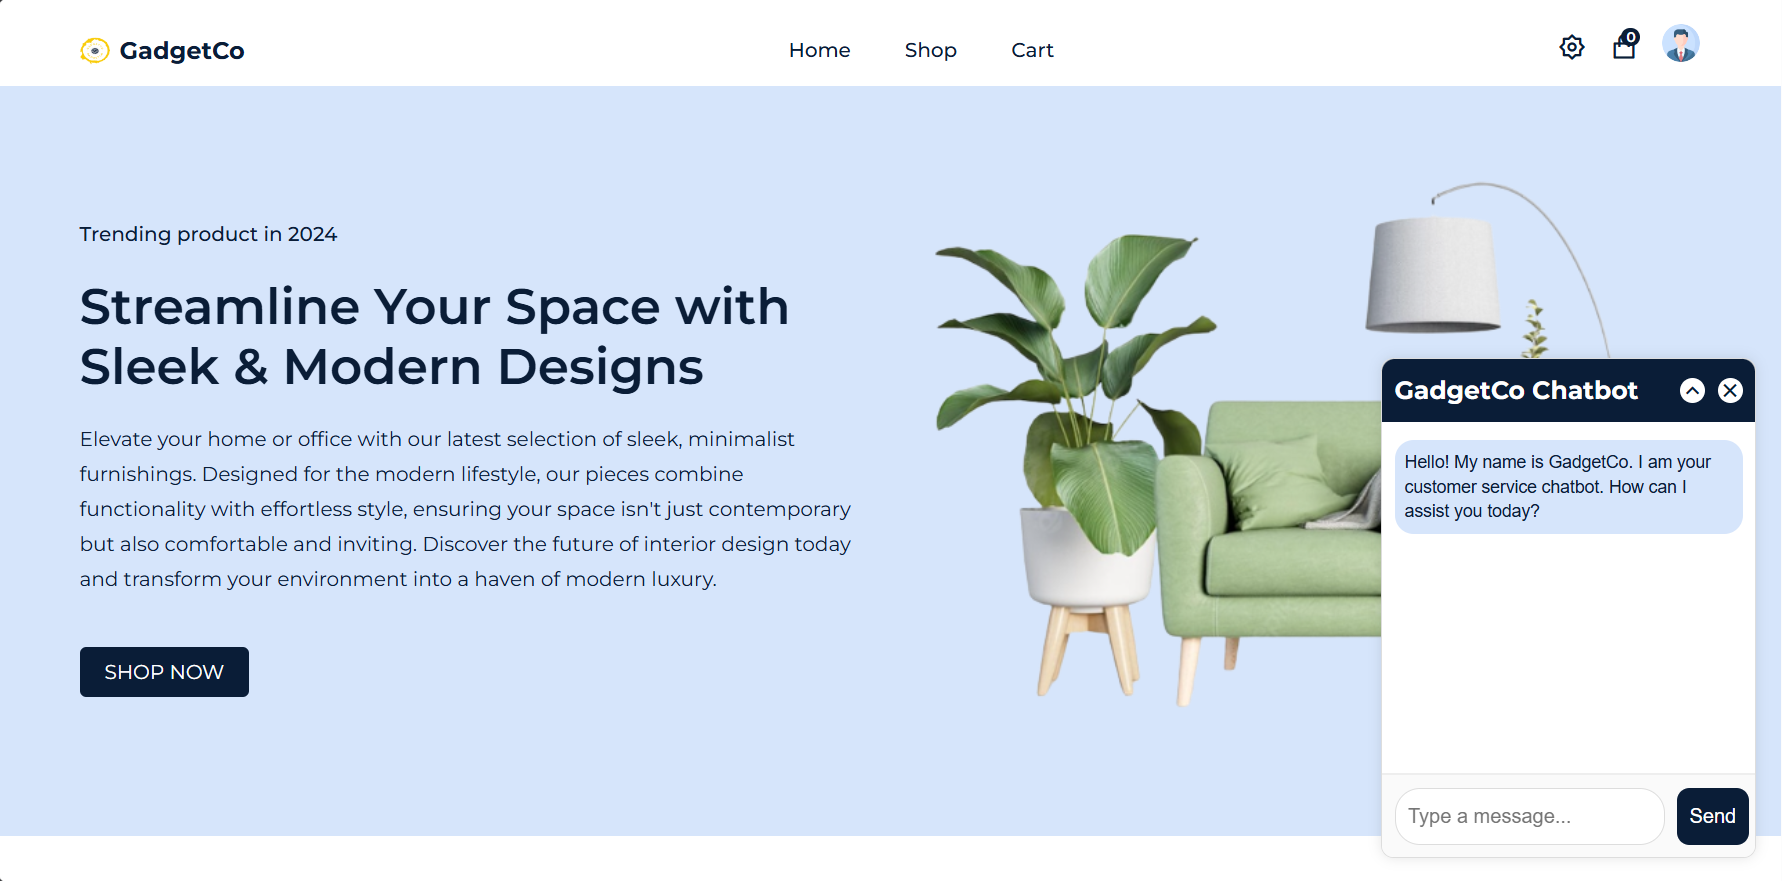 GadgetCo
Home
Shop
Cart
0
Trending product in 2024
Streamline Your Space with
Sleek & Modern Designs
Elevate your home or office with our latest selection of sleek, minimalist
furnishings. Designed for the modern lifestyle, our pieces combine
functionality with effortless style, ensuring your space isn't just contemporary
but also comfortable and inviting. Discover the future of interior design today
and transform your environment into a haven of modern luxury.
SHOP NOW
GadgetCo Chatbot
Hello! My name is GadgetCo. I am your
customer service chatbot. How can I
assist you today?
Type a message...
Send